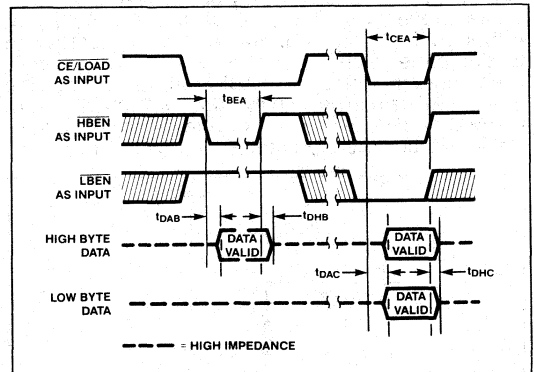 tCEA
CE/LOAD
AS INPUT
tBEA
HBEN
AS INPUT
LBEN
AS INPUT
tDAB
tDHB
HIGH BYTE
DATA
DATA
VALID
DATA
VALID
tDAC
tDHC
LOW BYTE
DATA
DATA
VALID
= HIGH IMPEDANCE